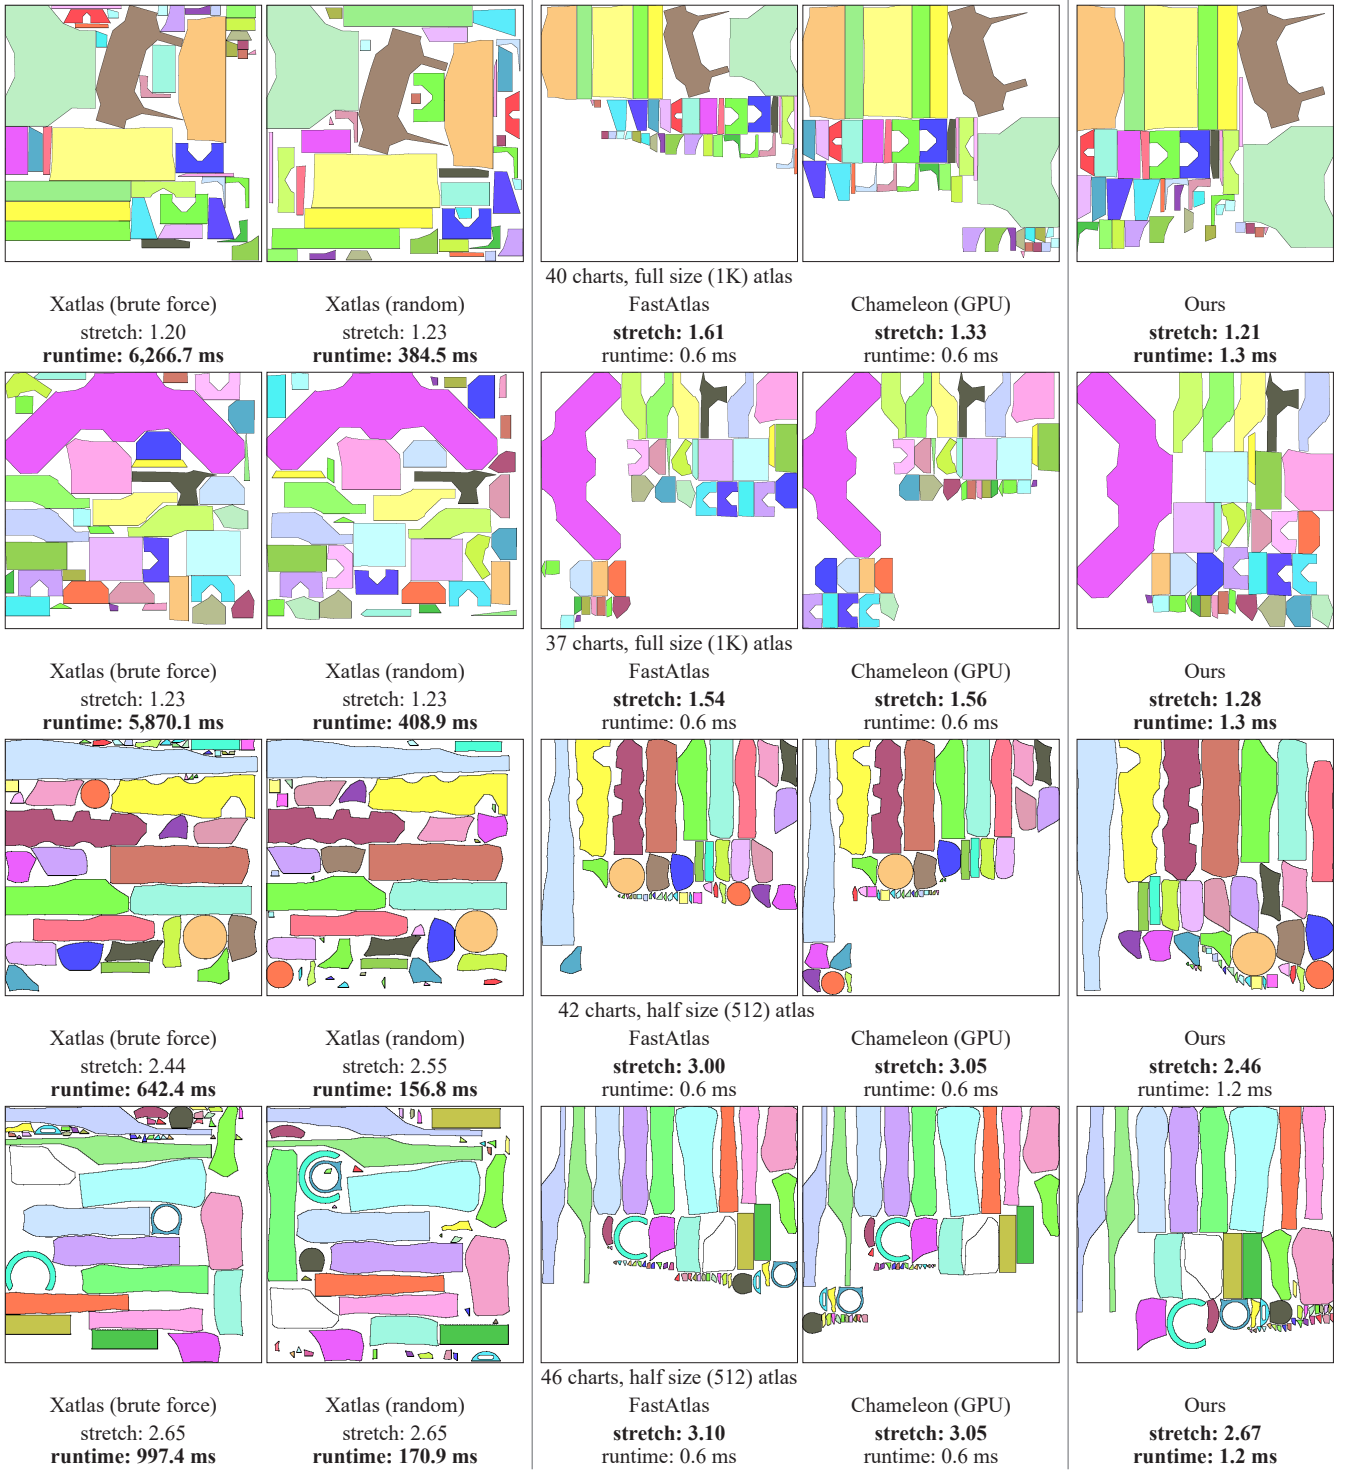 40 charts, full size (1K) atlas
Xatlas (brute force)
stretch: 1.20
runtime: 6,266.7 ms
Xatlas (random)
stretch: 1.23
runtime: 384.5 ms
FastAtlas
stretch: 1.61
runtime: 0.6 ms
Chameleon (GPU)
stretch: 1.33
runtime: 0.6 ms
Ours
stretch: 1.21
runtime: 1.3 ms
37 charts, full size (1K) atlas
Xatlas (brute force)
stretch: 1.23
runtime: 5,870.1 ms
Xatlas (random)
stretch: 1.23
runtime: 408.9 ms
FastAtlas
stretch: 1.54
runtime: 0.6 ms
Chameleon (GPU)
stretch: 1.56
runtime: 0.6 ms
Ours
stretch: 1.28
runtime: 1.3 ms
42 charts, half size (512) atlas
Xatlas (brute force)
stretch: 2.44
runtime: 642.4 ms
Xatlas (random)
stretch: 2.55
runtime: 156.8 ms
FastAtlas
stretch: 3.00
runtime: 0.6 ms
Chameleon (GPU)
stretch: 3.05
runtime: 0.6 ms
Ours
stretch: 2.46
runtime: 1.2 ms
46 charts, half size (512) atlas
Xatlas (brute force)
stretch: 2.65
runtime: 997.4 ms
Xatlas (random)
stretch: 2.65
runtime: 170.9 ms
FastAtlas
stretch: 3.10
runtime: 0.6 ms
Chameleon (GPU)
stretch: 3.05
runtime: 0.6 ms
Ours
stretch: 2.67
runtime: 1.2 ms